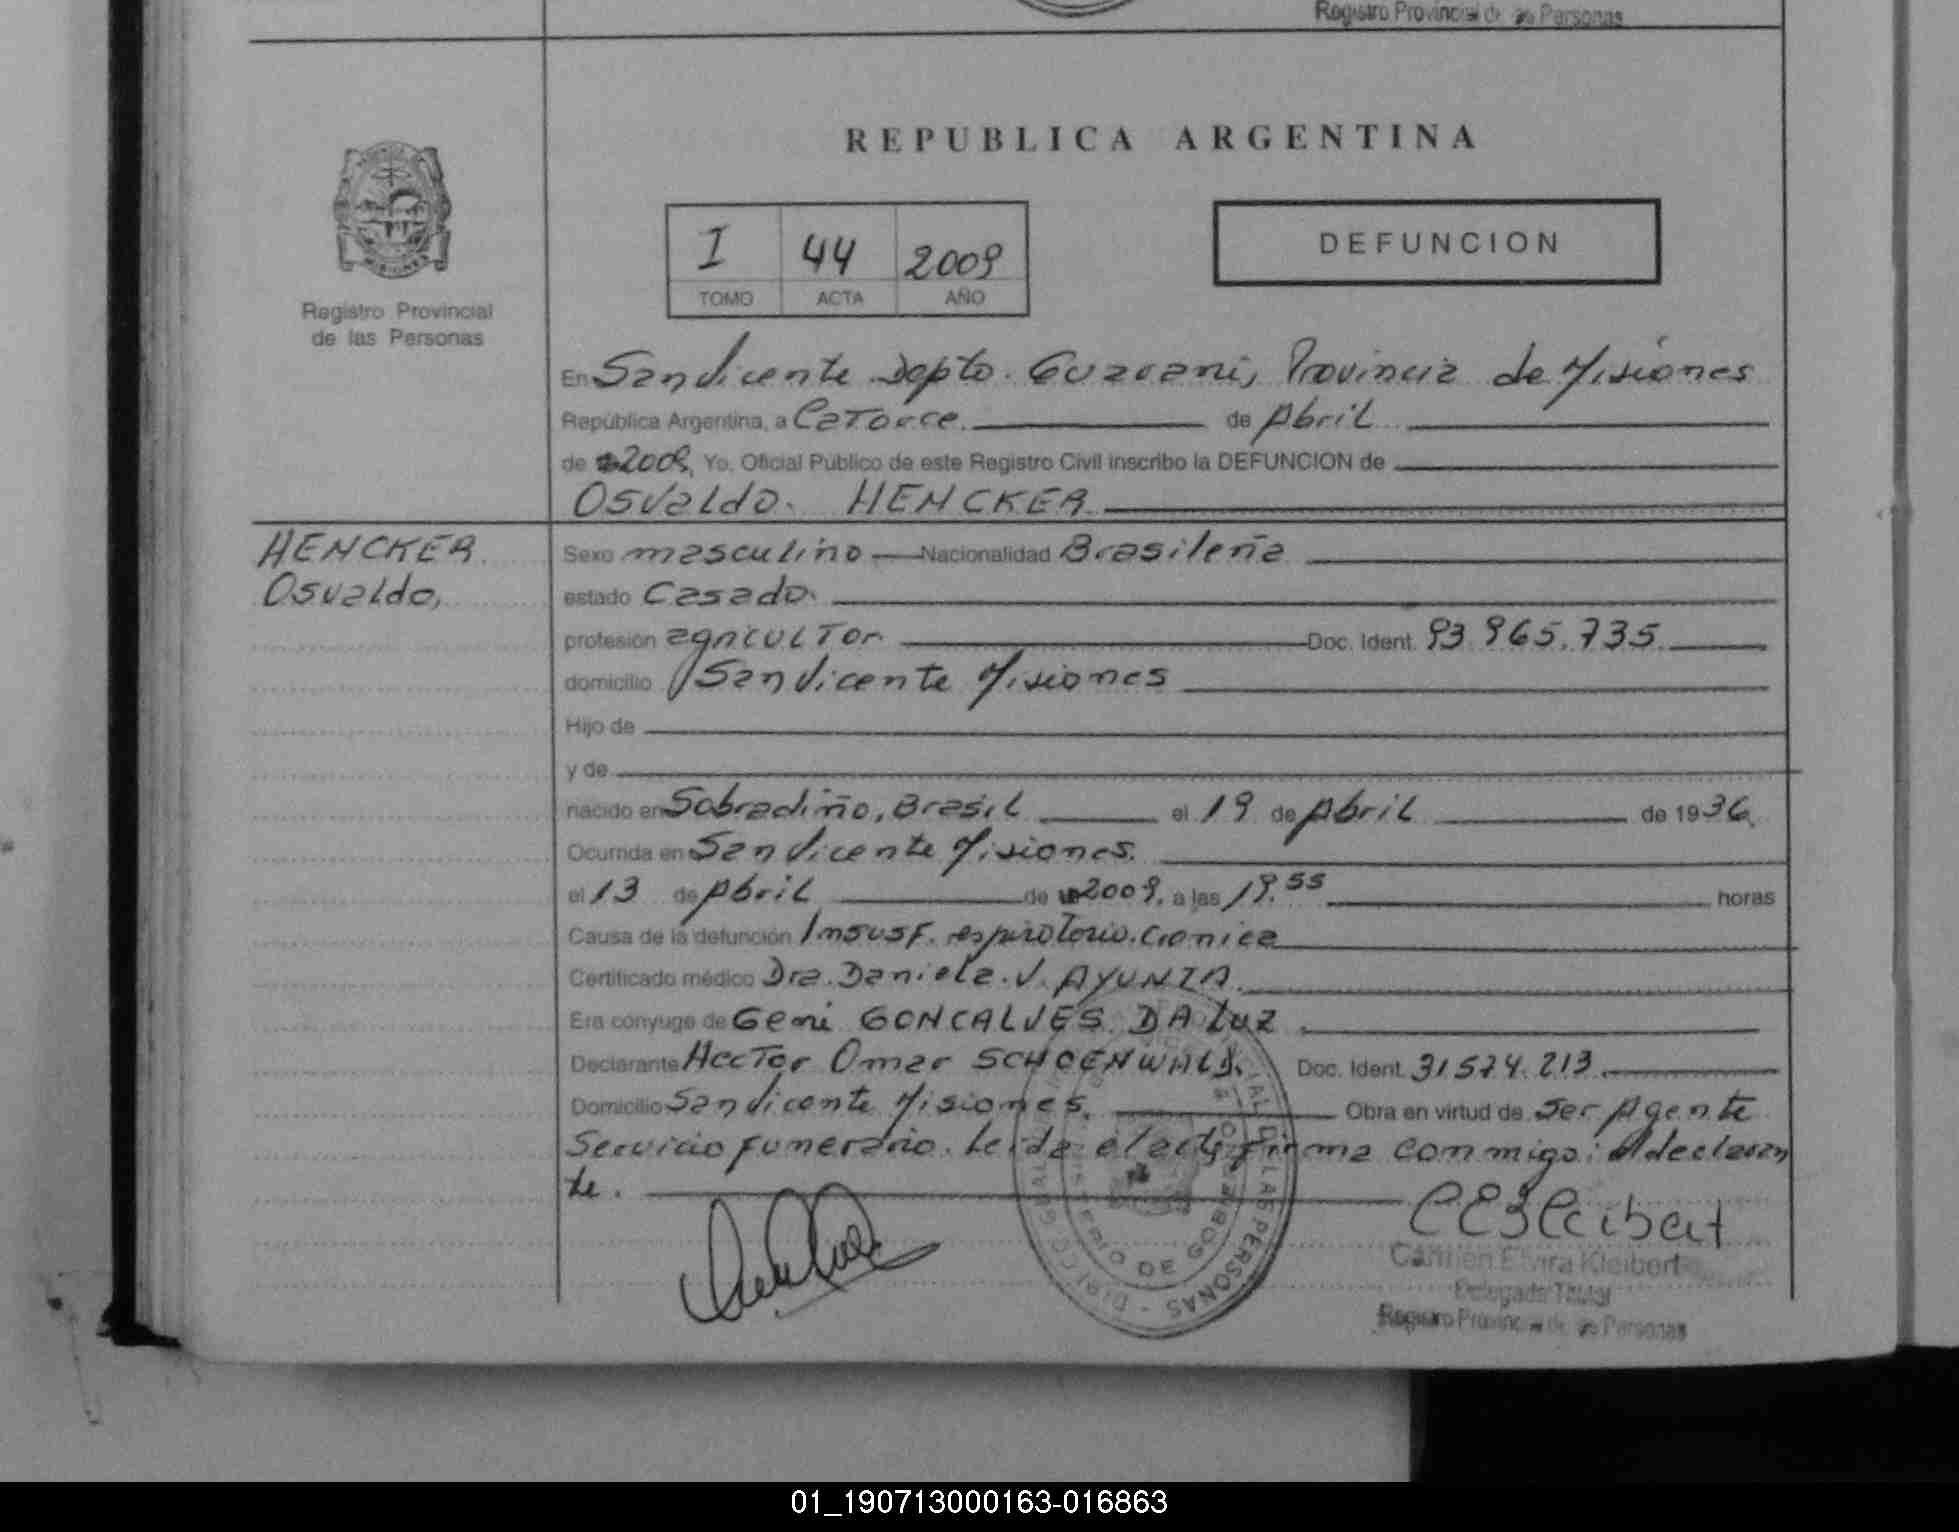 Registro Provincial de las Personas
REPUBLICA ARGENTINA
MISIONES
Registro Provincial
de las Personas
I 44 2009
TOMO ACTA AÑO
DEFUNCION
En San Vicente Depto. Guarani, Provincia de Misiones
República Argentina, a Catorce. de Abril
de 2009, Yo, Oficial Público de este Registro Civil inscribo la DEFUNCION de
Osvaldo. HENCKER
HENCKER
Osvaldo,
Sexo masculino Nacionalidad Brasileña
estado Casado.
profesión agricultor Doc. Ident. 93.965.735.
domicilio San Vicente Misiones
Hijo de
y de
nacido en Sobradiño, Brasil el 19 de Abril de 1936.
Ocurrida en San Vicente Misiones.
el 13 de Abril de 2009, a las 19.55 horas
Causa de la defunción Insusf. respiratorio. Cronica
Certificado médico Dra. Daniela. V. AYUNTA.
Era cónyuge de Geni GONCALVES DA LUZ
Declarante Hector Omar SCHOENWALD. Doc. Ident. 31574.213
Domicilio San Vicente Misiones. Obra en virtud de Ser Agente
Servicio funerario. Leida el acta firma conmigo: el declaran
te.
CEKleibert
Carmen Elvira Kleibert
Delegada Titular
Registro Provincial de las Personas
01_190713000163-016863